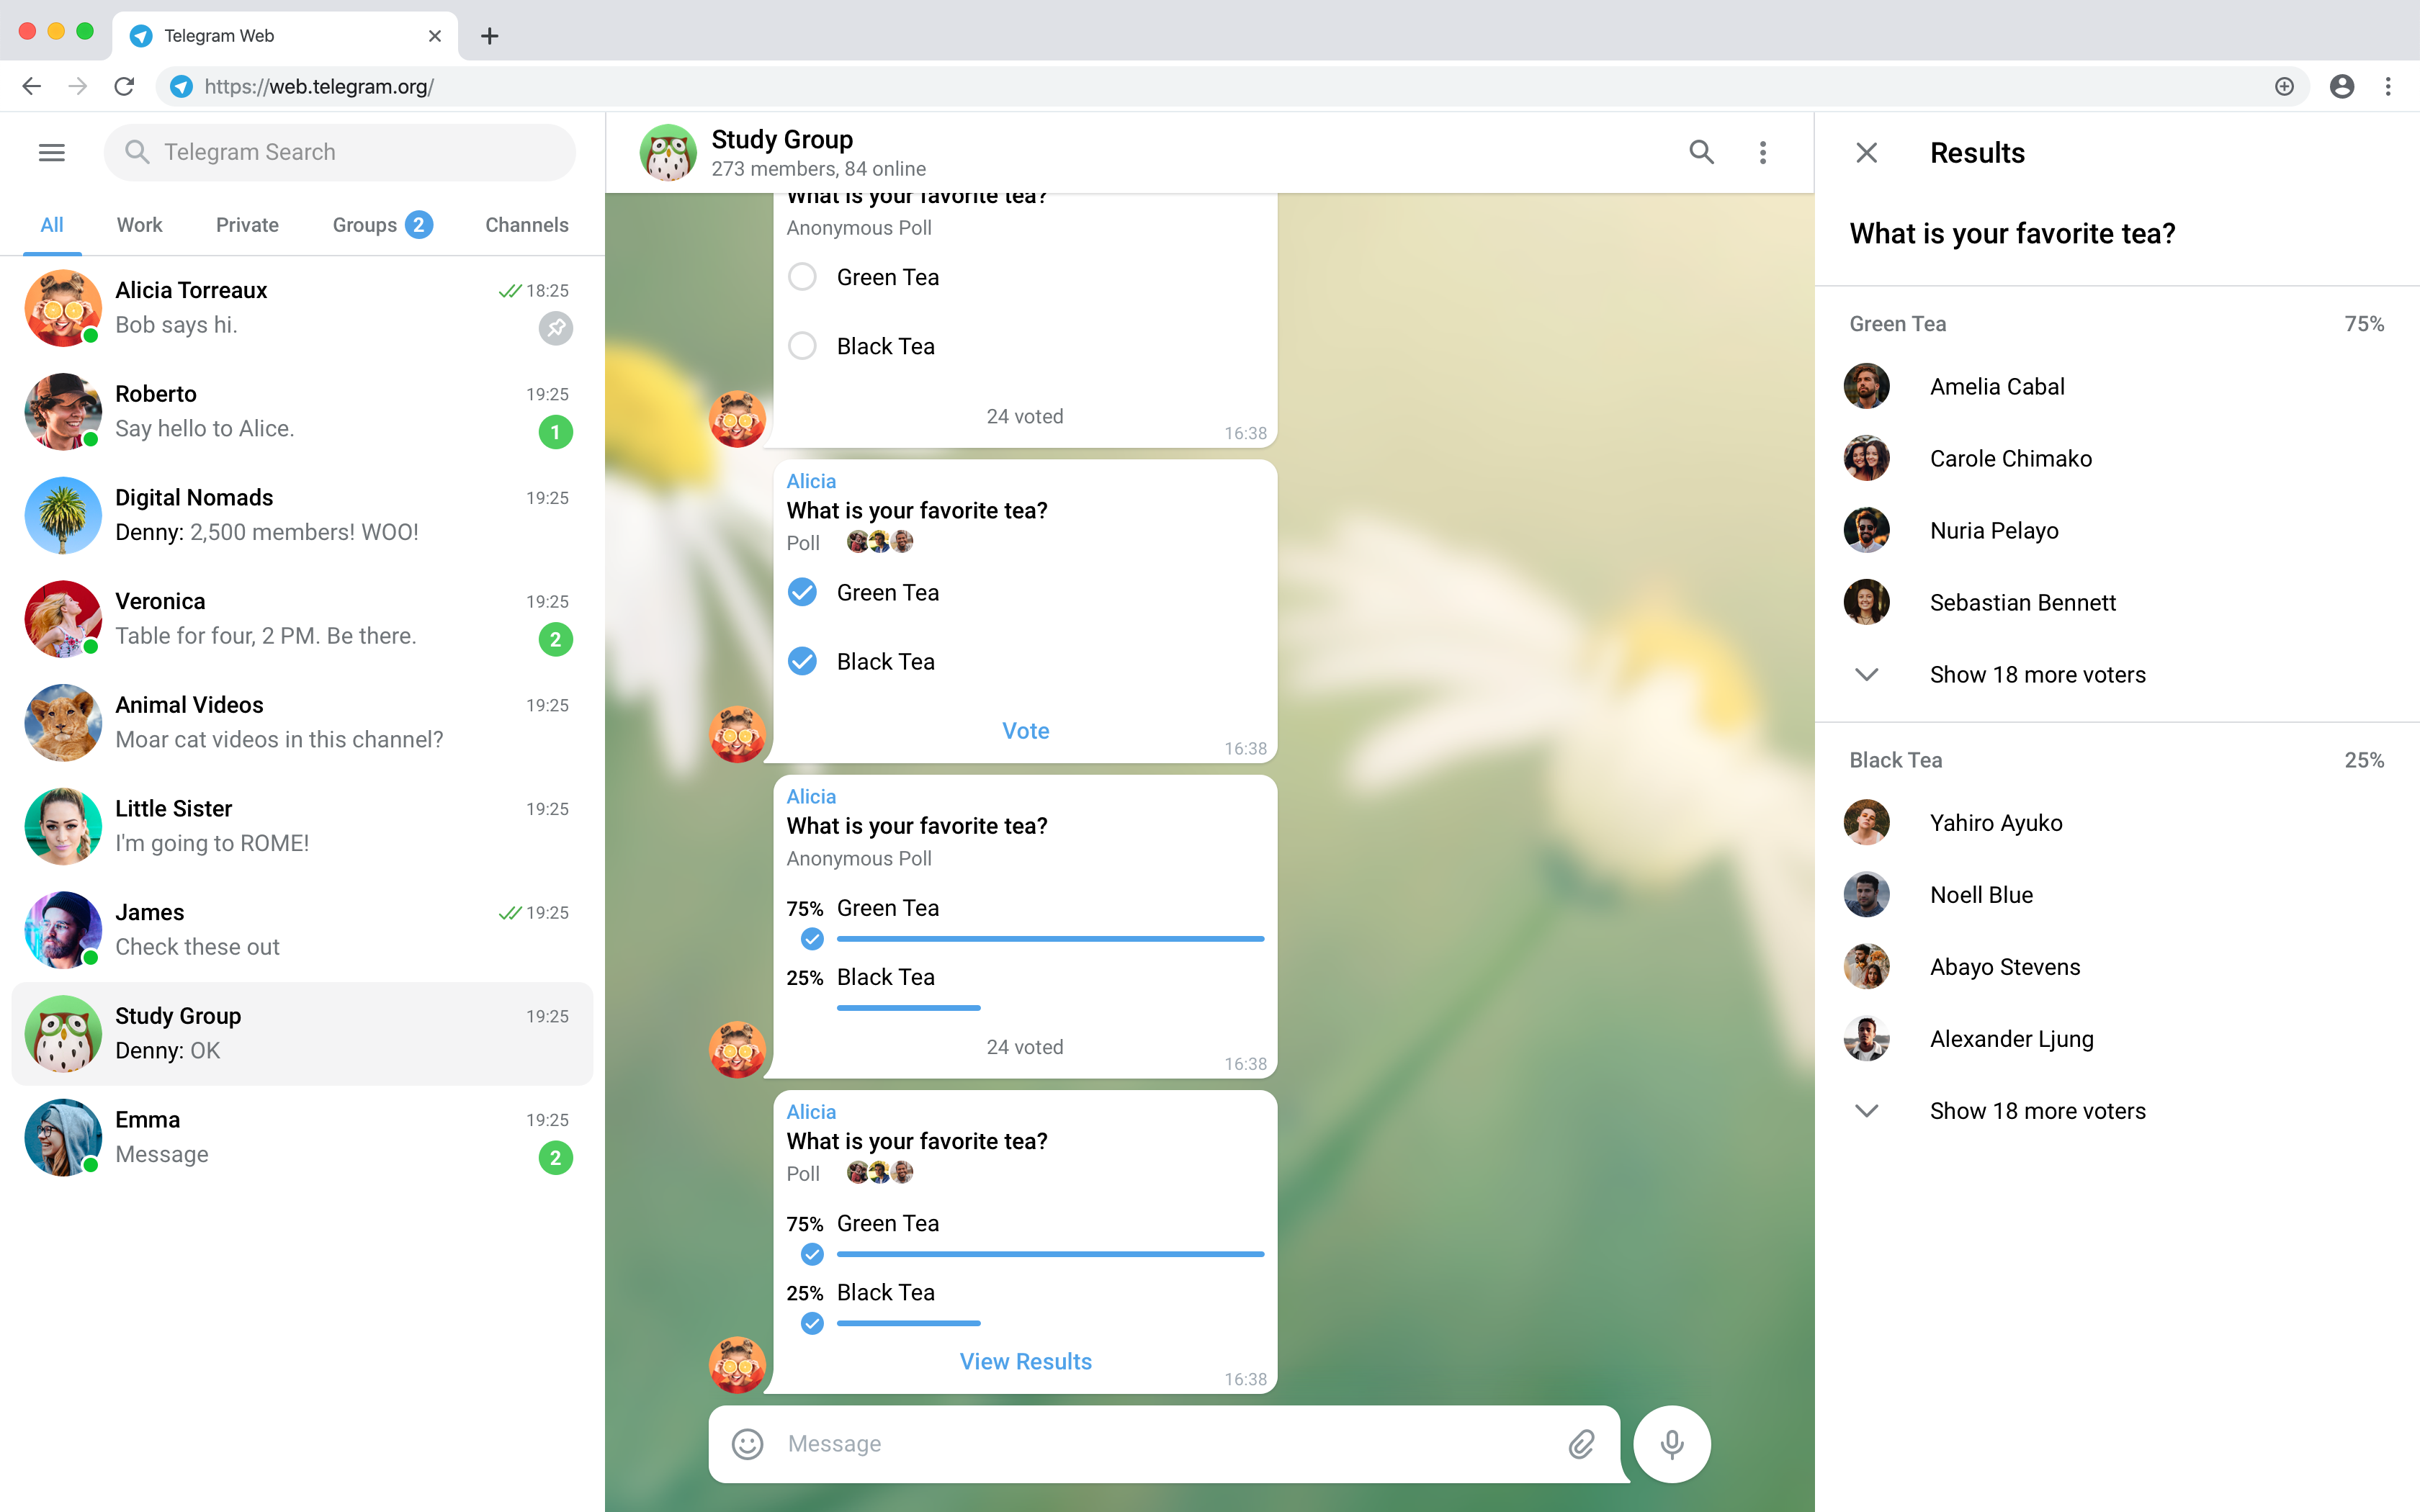 Telegram Web
https://web.telegram.org/
Telegram Search
All Work Private Groups 2 Channels
Alicia Torreaux 18:25
Bob says hi.
Roberto 19:25
Say hello to Alice. 1
Digital Nomads 19:25
Denny: 2,500 members! WOO!
Veronica 19:25
Table for four, 2 PM. Be there. 2
Animal Videos 19:25
Moar cat videos in this channel?
Little Sister 19:25
I'm going to ROME!
James 19:25
Check these out
Study Group 19:25
Denny: OK
Emma 19:25
Message 2
Study Group
273 members, 84 online
What is your favorite tea?
Anonymous Poll
Green Tea
Black Tea
24 voted
16:38
Alicia
What is your favorite tea?
Poll
Green Tea
Black Tea
Vote
16:38
Alicia
What is your favorite tea?
Anonymous Poll
75% Green Tea
25% Black Tea
24 voted
16:38
Alicia
What is your favorite tea?
Poll
75% Green Tea
25% Black Tea
View Results
16:38
Message
Results
What is your favorite tea?
Green Tea 75%
Amelia Cabal
Carole Chimako
Nuria Pelayo
Sebastian Bennett
Show 18 more voters
Black Tea 25%
Yahiro Ayuko
Noell Blue
Abayo Stevens
Alexander Ljung
Show 18 more voters